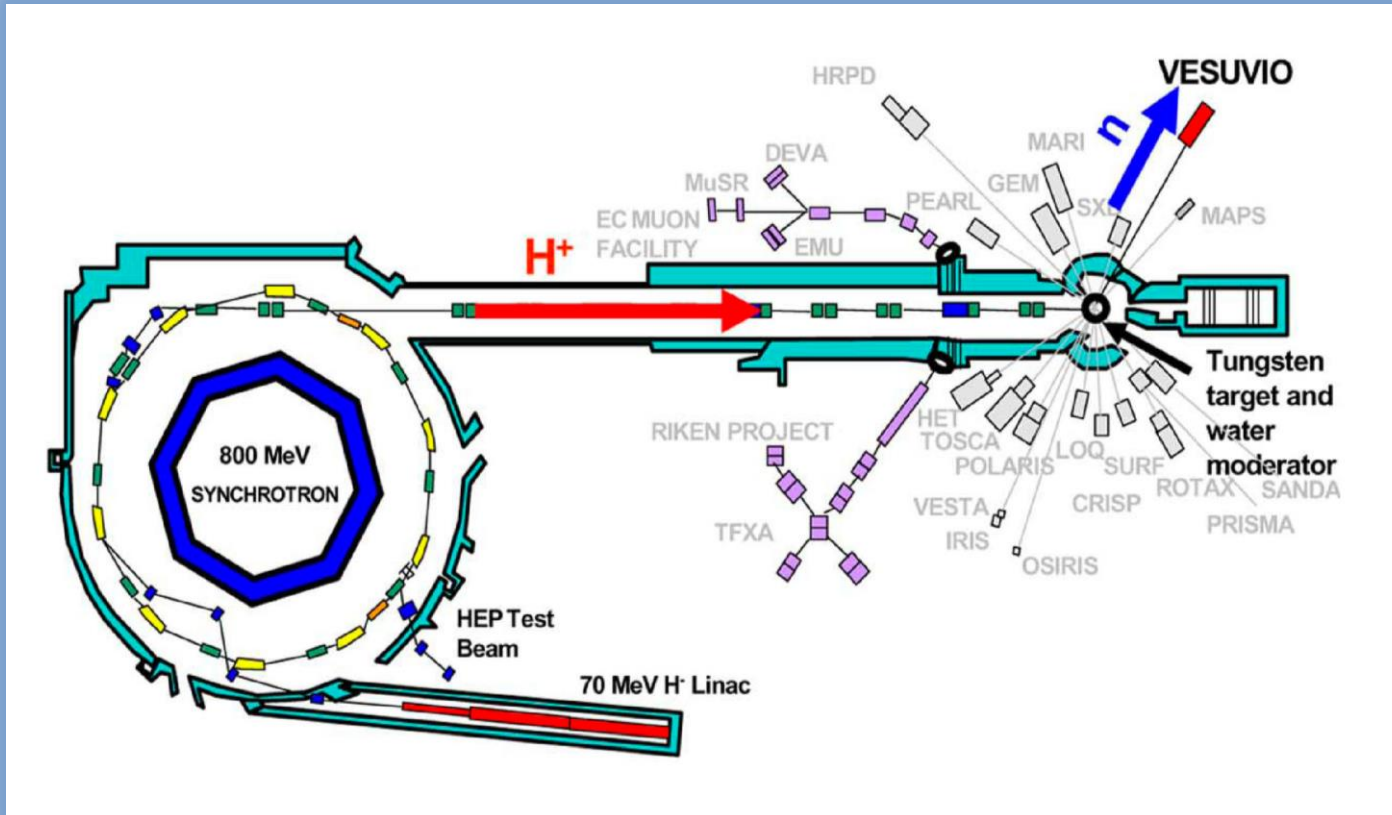 VESUVIO
HRPD
n
MARI
DEVA
GEM
MuSR
PEARL
SXD
MAPS
EC MUON
FACILITY
EMU
H+
Tungsten
target and
water
moderator
HET
TOSCA
POLARIS
LOQ
SURF
ROTAX
SANDA
CRISP
PRISMA
VESTA
IRIS
OSIRIS
RIKEN PROJECT
TFXA
800 MeV
SYNCHROTRON
HEP Test
Beam
70 MeV H- Linac